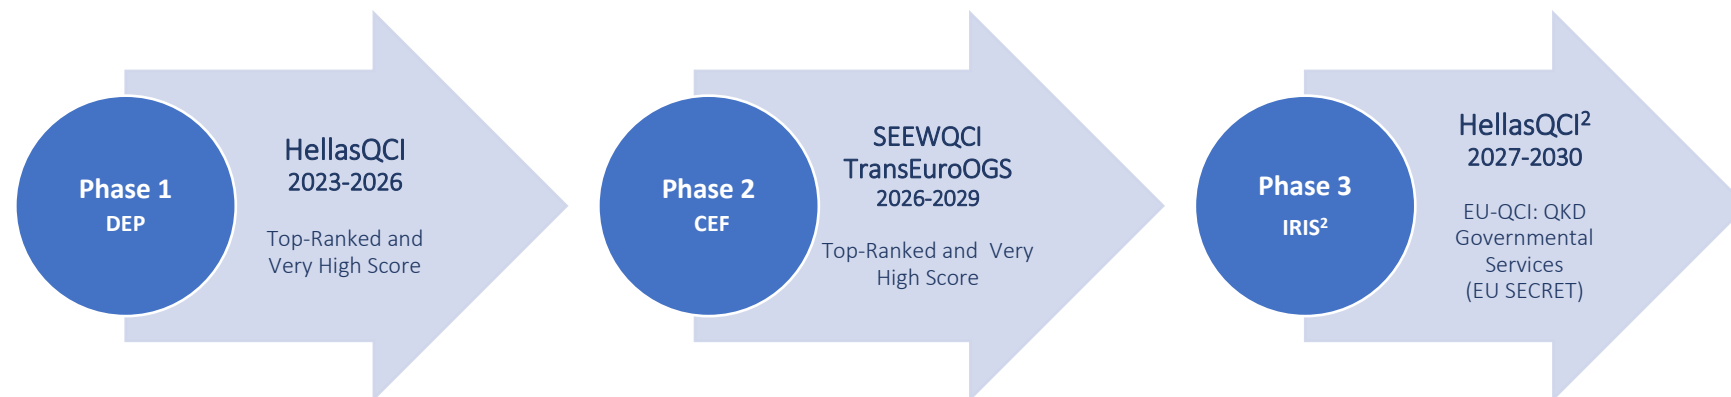 Phase 1
DEP
HellasQCI
2023-2026
Top-Ranked and
Very High Score
Phase 2
CEF
SEEWQCI
TransEuroOGS
2026-2029
Top-Ranked and  Very
High Score
Phase 3
IRIS²
HellasQCI²
2027-2030
EU-QCI: QKD
Governmental
Services
(EU SECRET)